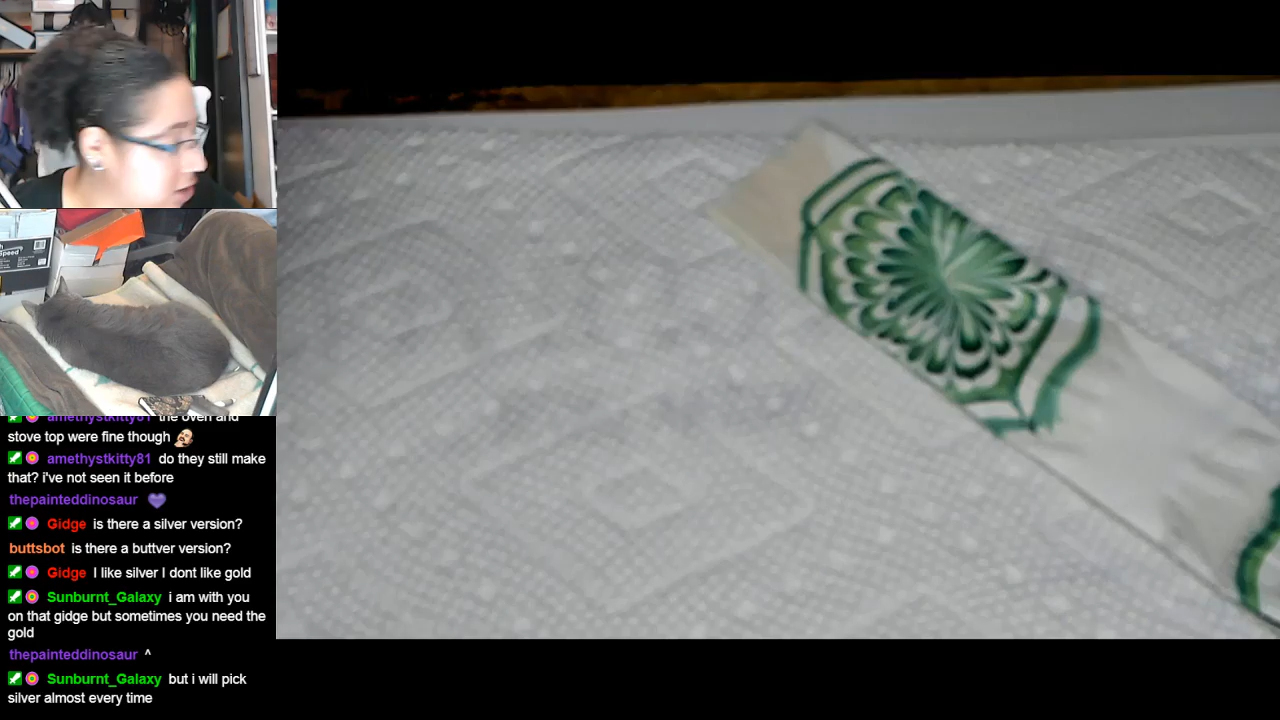 speed
amethystkitty81 the oven and
stove top were fine though
amethystkitty81 do they still make
that? i've not seen it before
thepainteddinosaur
Gidge is there a silver version?
buttsbot is there a buttver version?
Gidge I like silver I dont like gold
Sunburnt_Galaxy i am with you
on that gidge but sometimes you need the
gold
thepainteddinosaur ^
Sunburnt_Galaxy but i will pick
silver almost every time